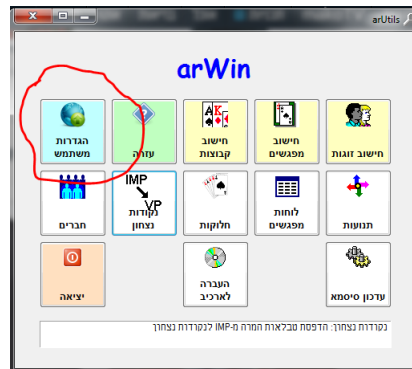 arUtils
arWin
חישוב זוגות
חישוב
מפגשים
חישוב
קבוצות
עזרה
הגדרות
משתמש
תנועות
לוחות
מפגשים
חלוקות
IMP
VP
נקודות
נצחון
חברים
עדכון סיסמא
העברה
לארכיב
יציאה
נקודות נצחון: הדפסת טבלאות המרה מ-IMP לנקודות נצחון